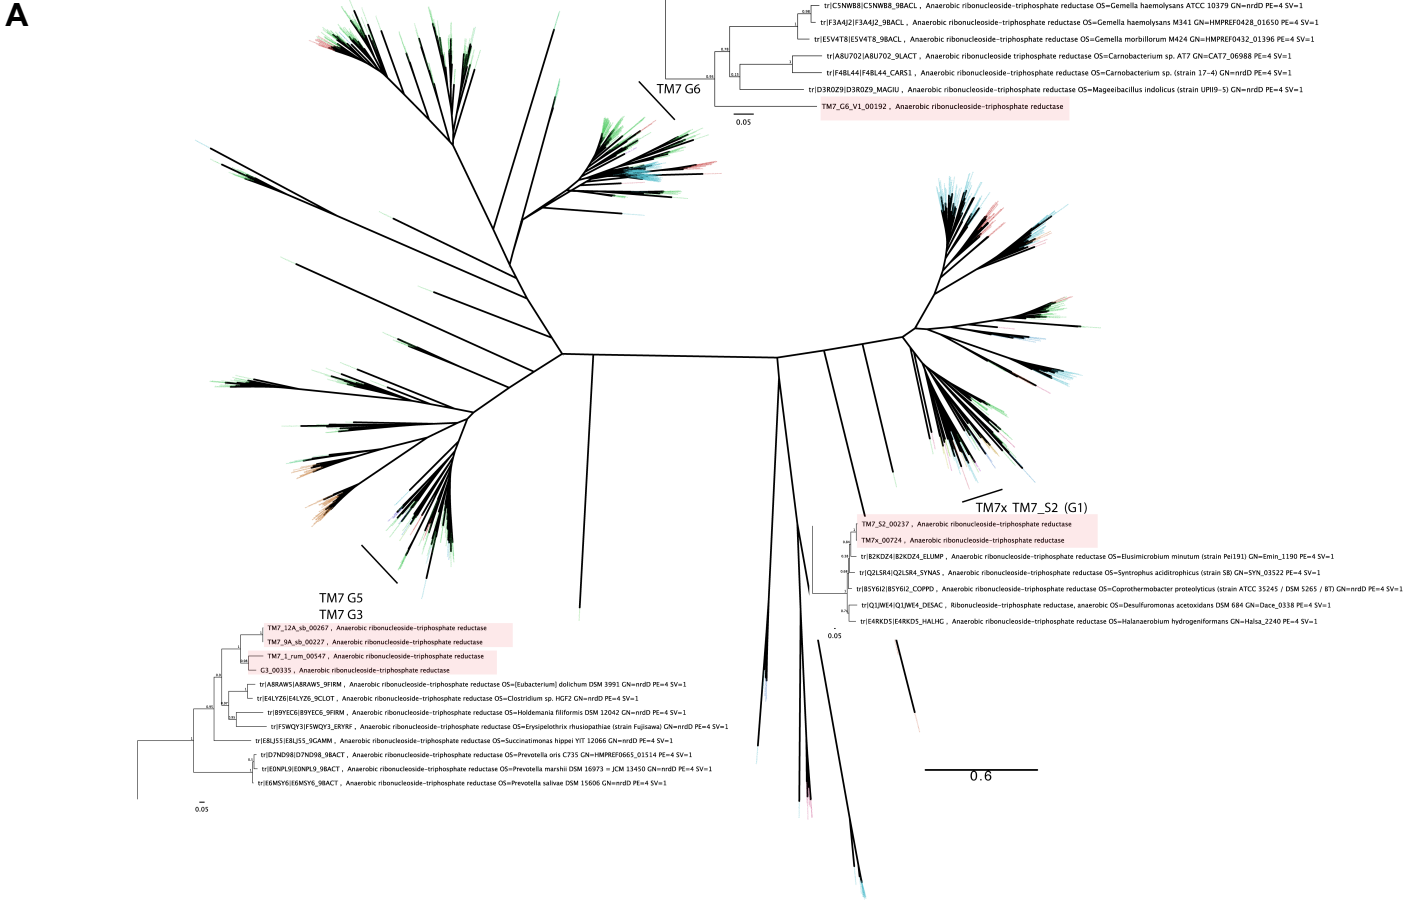 A
tr|C5NWB8|C5NWB8_9BACL , Anaerobic ribonucleoside-triphosphate reductase OS=Gemella haemolysans ATCC 10379 GN=nrdD PE=4 SV=1
tr|F3A4J2|F3A4J2_9BACL , Anaerobic ribonucleoside-triphosphate reductase OS=Gemella haemolysans M341 GN=HMPREF0428_01650 PE=4 SV=1
tr|E5V4T8|E5V4T8_9BACL , Anaerobic ribonucleoside-triphosphate reductase OS=Gemella morbillorum M424 GN=HMPREF0432_01396 PE=4 SV=1
tr|A8U702|A8U702_9LACT , Anaerobic ribonucleoside triphosphate reductase OS=Carnobacterium sp. AT7 GN=CAT7_06988 PE=4 SV=1
tr|F4BL44|F4BL44_CARS1 , Anaerobic ribonucleoside-triphosphate reductase OS=Carnobacterium sp. (strain 17-4) GN=nrdD PE=4 SV=1
TM7 G6
tr|D3R0Z9|D3R0Z9_MAGIU , Anaerobic ribonucleoside-triphosphate reductase OS=Mageeibacillus indolicus (strain UPII9-5) GN=nrdD PE=4 SV=1
TM7_G6_V1_00192 , Anaerobic ribonucleoside-triphosphate reductase
0.05
TM7x TM7_S2 (G1)
TM7_S2_00237 , Anaerobic ribonucleoside-triphosphate reductase
TM7x_00724 , Anaerobic ribonucleoside-triphosphate reductase
tr|B2KDZ4|B2KDZ4_ELUMP , Anaerobic ribonucleoside-triphosphate reductase OS=Elusimicrobium minutum (strain Pei191) GN=Emin_1190 PE=4 SV=1
tr|Q2LSR4|Q2LSR4_SYNAS , Anaerobic ribonucleoside-triphosphate reductase OS=Syntrophus aciditrophicus (strain SB) GN=SYN_03522 PE=4 SV=1
tr|B5Y6I2|B5Y6I2_COPPD , Anaerobic ribonucleoside-triphosphate reductase OS=Coprothermobacter proteolyticus (strain ATCC 35245 / DSM 5265 / BT) GN=nrdD PE=4 SV=1
tr|Q1JWE4|Q1JWE4_DESAC , Ribonucleoside-triphosphate reductase, anaerobic OS=Desulfuromonas acetoxidans DSM 684 GN=Dace_0338 PE=4 SV=1
tr|E4RKD5|E4RKD5_HALHG , Anaerobic ribonucleoside-triphosphate reductase OS=Halanaerobium hydrogeniformans GN=Halsa_2240 PE=4 SV=1
0.05
TM7 G5
TM7 G3
TM7_12A_sb_00267 , Anaerobic ribonucleoside-triphosphate reductase
TM7_9A_sb_00227 , Anaerobic ribonucleoside-triphosphate reductase
TM7_1_rum_00547 , Anaerobic ribonucleoside-triphosphate reductase
G3_00335 , Anaerobic ribonucleoside-triphosphate reductase
tr|A8RAW5|A8RAW5_9FIRM , Anaerobic ribonucleoside-triphosphate reductase OS=[Eubacterium] dolichum DSM 3991 GN=nrdD PE=4 SV=1
tr|E4LYZ6|E4LYZ6_9CLOT , Anaerobic ribonucleoside-triphosphate reductase OS=Clostridium sp. HGF2 GN=nrdD PE=4 SV=1
tr|B9YEC6|B9YEC6_9FIRM , Anaerobic ribonucleoside-triphosphate reductase OS=Holdemania filiformis DSM 12042 GN=nrdD PE=4 SV=1
tr|F5WQY3|F5WQY3_ERYRF , Anaerobic ribonucleoside-triphosphate reductase OS=Erysipelothrix rhusiopathiae (strain Fujisawa) GN=nrdD PE=4 SV=1
tr|E8LJ55|E8LJ55_9GAMM , Anaerobic ribonucleoside-triphosphate reductase OS=Succinatimonas hippei YIT 12066 GN=nrdD PE=4 SV=1
tr|D7ND98|D7ND98_9BACT , Anaerobic ribonucleoside-triphosphate reductase OS=Prevotella oris C735 GN=HMPREF0665_01514 PE=4 SV=1
tr|E0NPL9|E0NPL9_9BACT , Anaerobic ribonucleoside-triphosphate reductase OS=Prevotella marshii DSM 16973 = JCM 13450 GN=nrdD PE=4 SV=1
tr|E6MSY6|E6MSY6_9BACT , Anaerobic ribonucleoside-triphosphate reductase OS=Prevotella salivae DSM 15606 GN=nrdD PE=4 SV=1
0.05
0.6